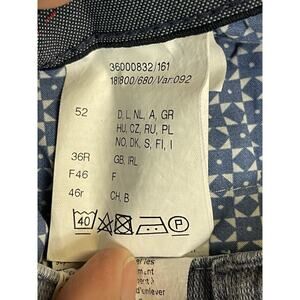 36000832/161
18'800/680/Var.092
52 D, L, NL, A, GR
HU, CZ, RU, PL
NO, DK, S, FI, I
36R GB, IRL
F46 F
46r CH, B
40 P